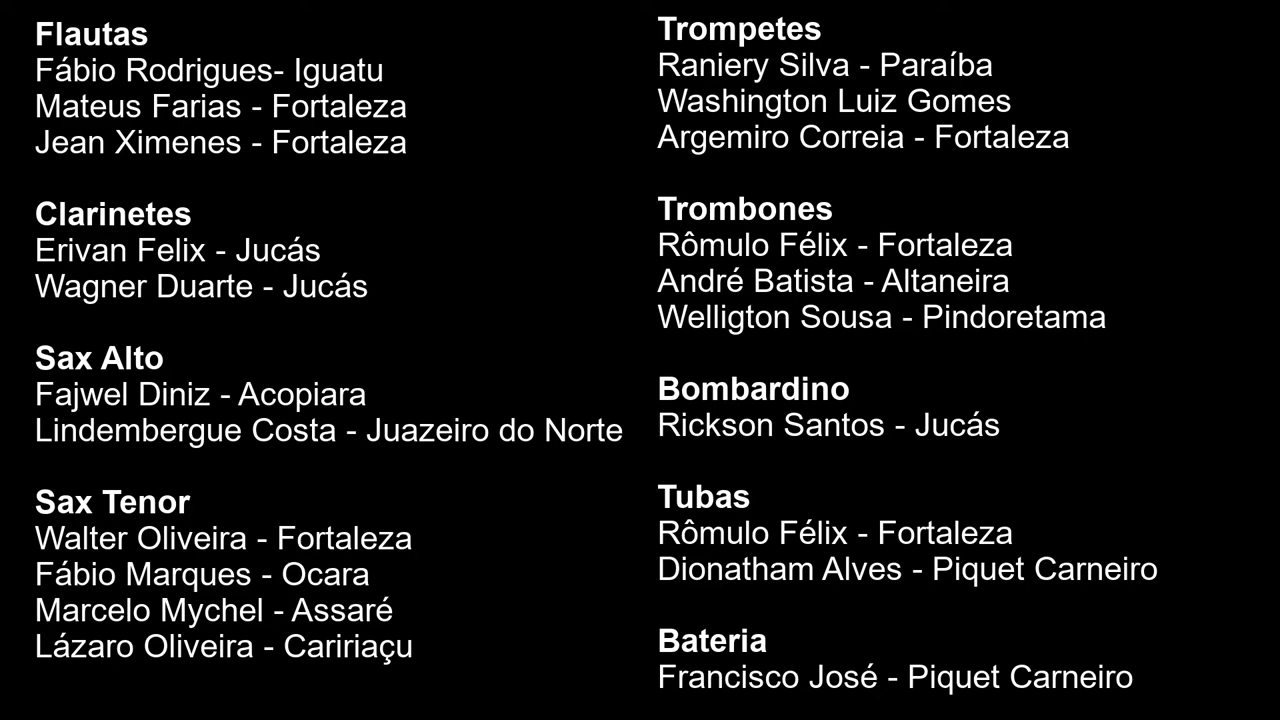 Flautas
Fábio Rodrigues- Iguatu
Mateus Farias - Fortaleza
Jean Ximenes - Fortaleza
Clarinetes
Erivan Felix - Jucás
Wagner Duarte - Jucás
Sax Alto
Fajwel Diniz - Acopiara
Lindembergue Costa - Juazeiro do Norte
Sax Tenor
Walter Oliveira - Fortaleza
Fábio Marques - Ocara
Marcelo Mychel - Assaré
Lázaro Oliveira - Caririaçu
Trompetes
Raniery Silva - Paraíba
Washington Luiz Gomes
Argemiro Correia - Fortaleza
Trombones
Rômulo Félix - Fortaleza
André Batista - Altaneira
Welligton Sousa - Pindoretama
Bombardino
Rickson Santos - Jucás
Tubas
Rômulo Félix - Fortaleza
Dionatham Alves - Piquet Carneiro
Bateria
Francisco José - Piquet Carneiro